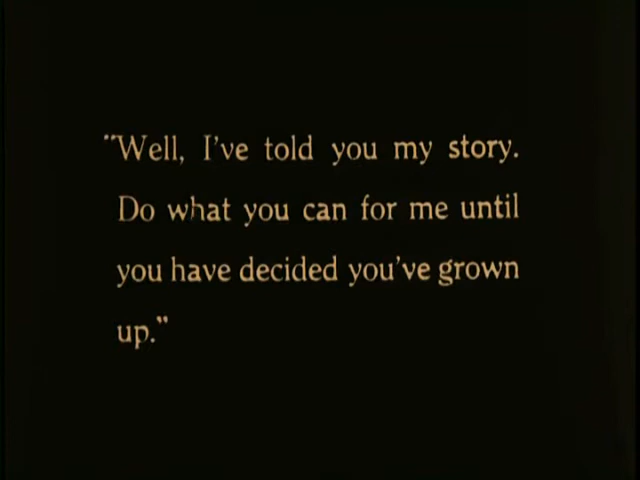 "Well, I've told you my story.
Do what you can for me until
you have decided you've grown
up."